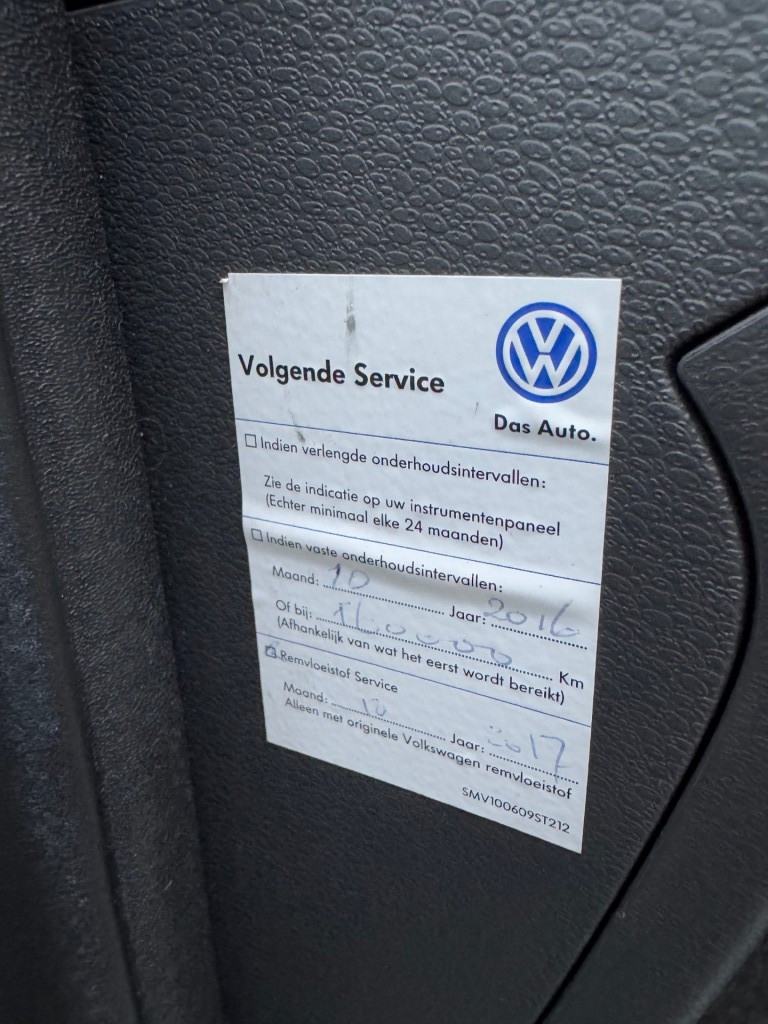 Volgende Service
Das Auto.
☐ Indien verlengde onderhoudsintervallen:
Zie de indicatie op uw instrumentenpaneel
(Echter minimaal elke 24 maanden)
☐ Indien vaste onderhoudsintervallen:
Maand: 10 Jaar: 2016
Of bij: Km
(Afhankelijk van wat het eerst wordt bereikt)
☒ Remvloeistof Service
Maand: 10 Jaar: 2017
Alleen met originele Volkswagen remvloeistof
SMV100609ST212